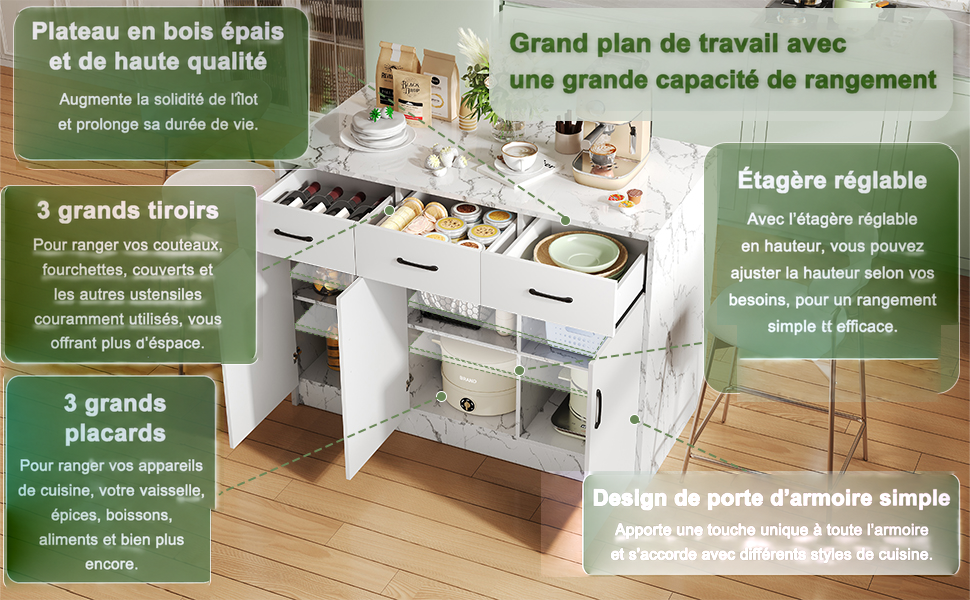 Plateau en bois épais
et de haute qualité
Augmente la solidité de l'îlot
et prolonge sa durée de vie.
Grand plan de travail avec
une grande capacité de rangement
3 grands tiroirs
Pour ranger vos couteaux,
fourchettes, couverts et
les autres ustensiles
couramment utilisés, vous
offrant plus d'éspace.
Étagère réglable
Avec l'étagère réglable
en hauteur, vous pouvez
ajuster la hauteur selon vos
besoins, pour un rangement
simple tt efficace.
3 grands
placards
Pour ranger vos appareils
de cuisine, votre vaisselle,
épices, boissons,
aliments et bien plus
encore.
Design de porte d'armoire simple
Apporte une touche unique à toute l'armoire
et s'accorde avec différents styles de cuisine.